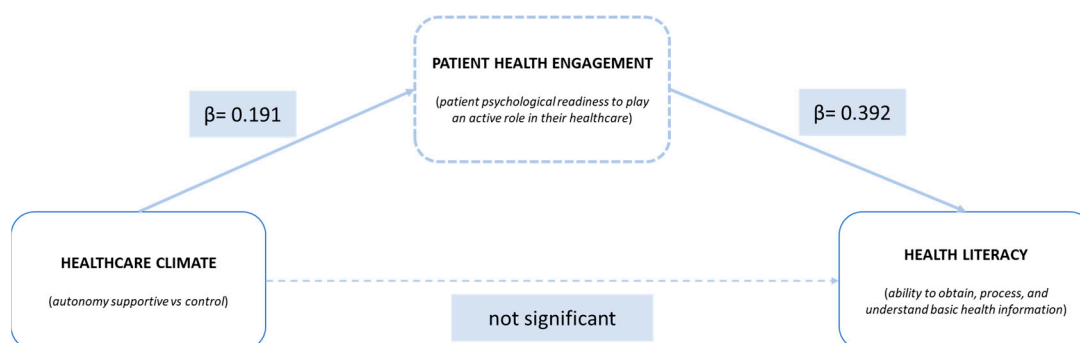 PATIENT HEALTH ENGAGEMENT
(patient psychological readiness to play
an active role in their healthcare)
β= 0.191
β= 0.392
HEALTHCARE CLIMATE
(autonomy supportive vs control)
HEALTH LITERACY
(ability to obtain, process, and
understand basic health information)
not significant